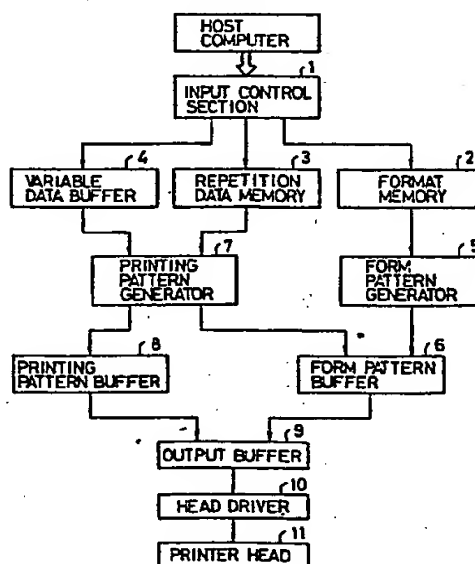 HOST
COMPUTER
1
INPUT CONTROL
SECTION
4
VARIABLE
DATA BUFFER
3
REPETITION
DATA MEMORY
2
FORMAT
MEMORY
7
PRINTING
PATTERN
GENERATOR
5
FORM
PATTERN
GENERATOR
8
PRINTING
PATTERN BUFFER
6
FORM PATTERN
BUFFER
9
OUTPUT BUFFER
10
HEAD DRIVER
11
PRINTER HEAD